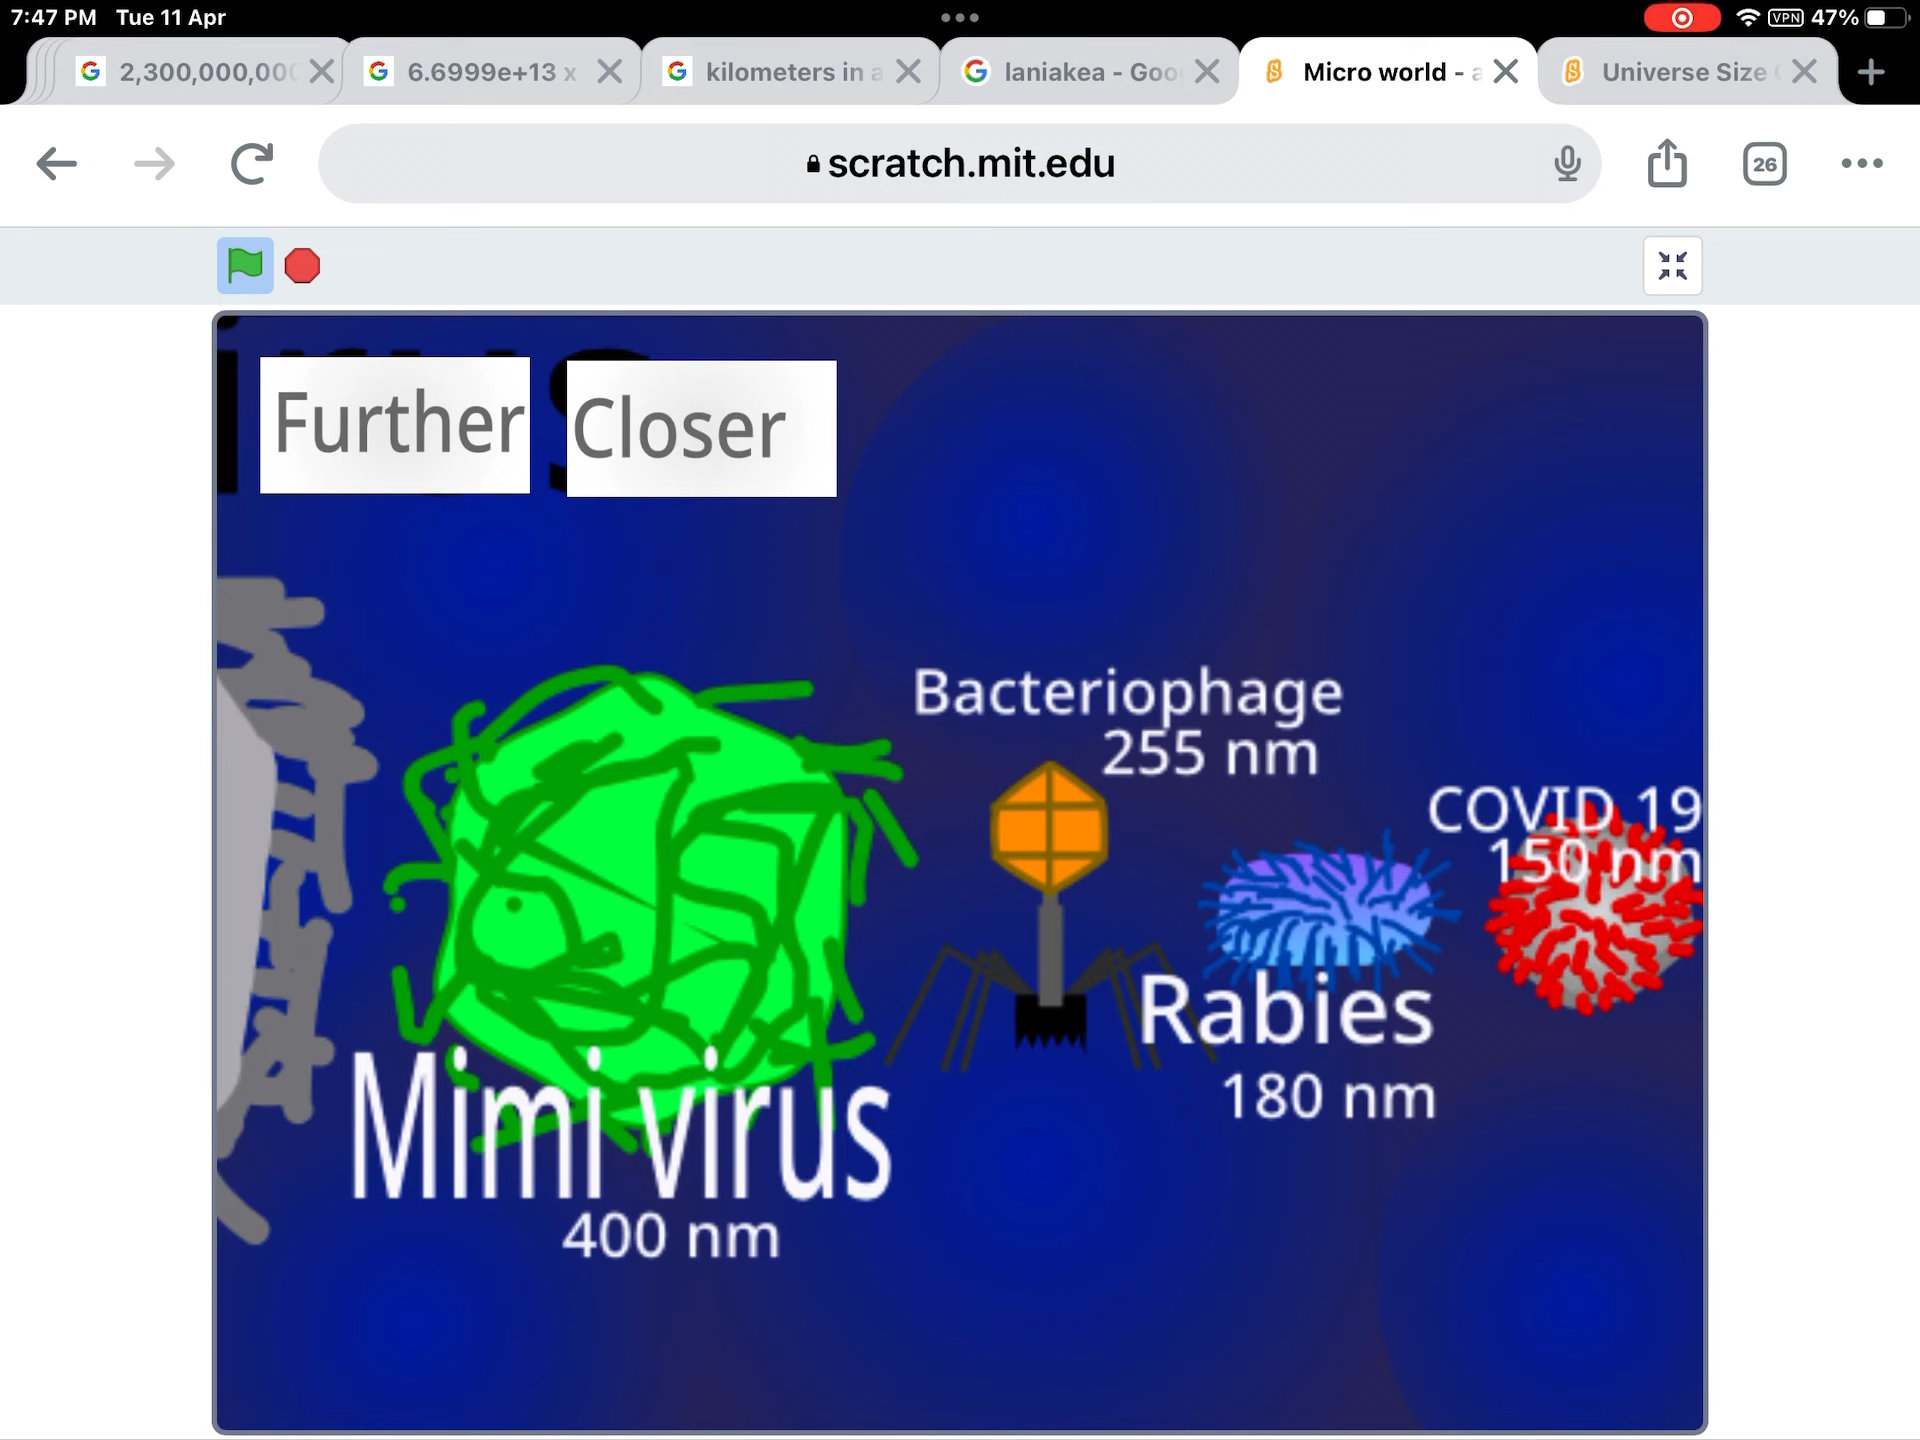 7:47 PM Tue 11 Apr
VPN 47%
2,300,000,000
6.6999e+13 x
kilometers in a
laniakea - Goo
Micro world - a
Universe Size
scratch.mit.edu
26
Further
Closer
Bacteriophage
255 nm
COVID 19
150 nm
Rabies
180 nm
Mimi virus
400 nm